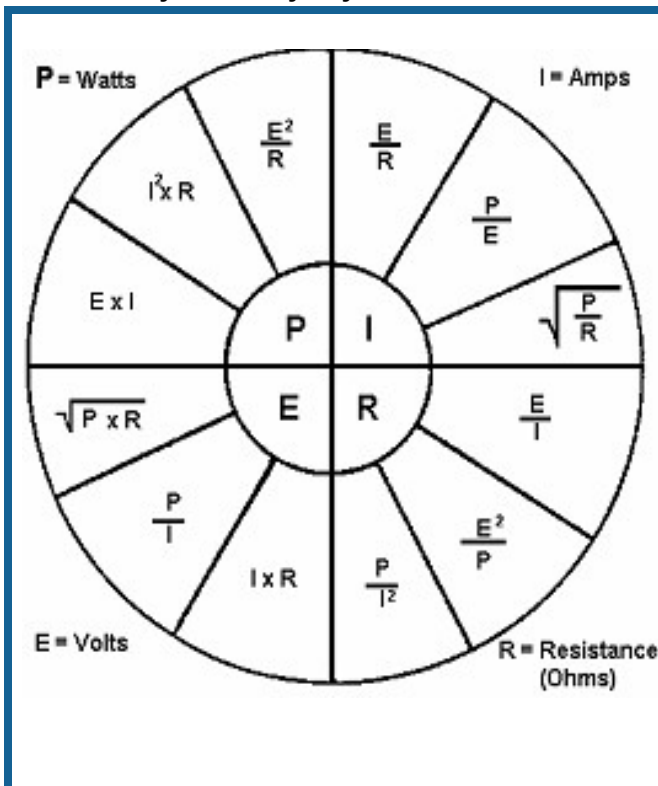 P = Watts
I = Amps
E²/R
E/R
I² x R
P/E
E x I
√(P/R)
P
I
E
R
√(P x R)
E/I
P/I
E²/P
I x R
P/I²
E = Volts
R = Resistance
(Ohms)